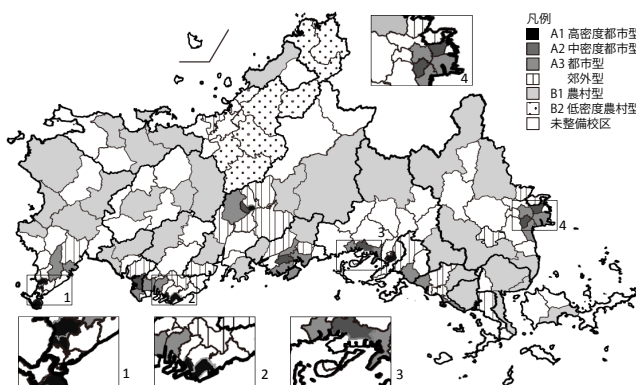 凡例
A1 高密度都市型
A2 中密度都市型
A3 都市型
郊外型
B1 農村型
B2 低密度農村型
未整備校区
4
3
4
1
2
1
2
3